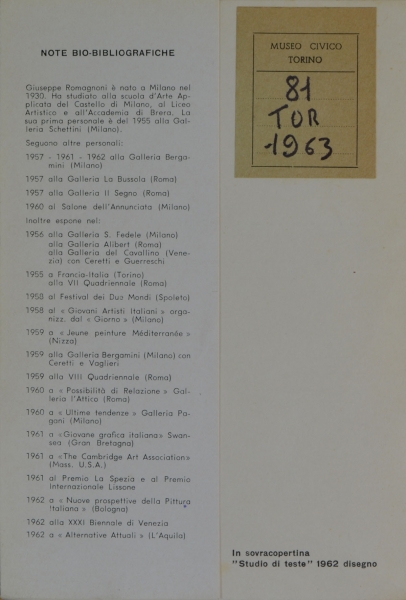 NOTE BIO-BIBLIOGRAFICHE
Giuseppe Romagnoni è nato a Milano nel
1930. Ha studiato alla scuola d'Arte Ap-
plicata del Castello di Milano, al Liceo
Artistico e all'Accademia di Brera. La
sua prima personale è del 1955 alla Gal-
leria Schettini (Milano).
Seguono altre personali:
1957 - 1961 - 1962 alla Galleria Berga-
mini (Milano)
1957 alla Galleria La Bussola (Roma)
1957 alla Galleria Il Segno (Roma)
1960 al Salone dell'Annunciata (Milano)
Inoltre espone nel:
1956 alla Galleria S. Fedele (Milano)
alla Galleria Alibert (Roma)
alla Galleria del Cavallino (Vene-
zia) con Ceretti e Guerreschi
1955 a Francia-Italia (Torino)
alla VII Quadriennale (Roma)
1958 al Festival dei Due Mondi (Spoleto)
1958 al « Giovani Artisti Italiani » orga-
nizz. dal « Giorno » (Milano)
1959 a « Jeune peinture Méditerranée »
(Nizza)
1959 alla Galleria Bergamini (Milano) con
Ceretti e Vaglieri
1959 alla VIII Quadriennale (Roma)
1960 a « Possibilità di Relazione » Gal-
leria l'Attico (Roma)
1960 a « Ultime tendenze » Galleria Pa-
gani (Milano)
1961 a « Giovane grafica italiana » Swan-
sea (Gran Bretagna)
1961 a « The Cambridge Art Association »
(Mass. U.S.A.)
1961 al Premio La Spezia e al Premio
Internazionale Lissone
1962 a « Nuove prospettive della Pittura
Italiana » (Bologna)
1962 alla XXXI Biennale di Venezia
1962 a « Alternative Attuali » (L'Aquila)
MUSEO CIVICO
TORINO
81
TOR
1963
In sovracopertina
"Studio di teste" 1962 disegno